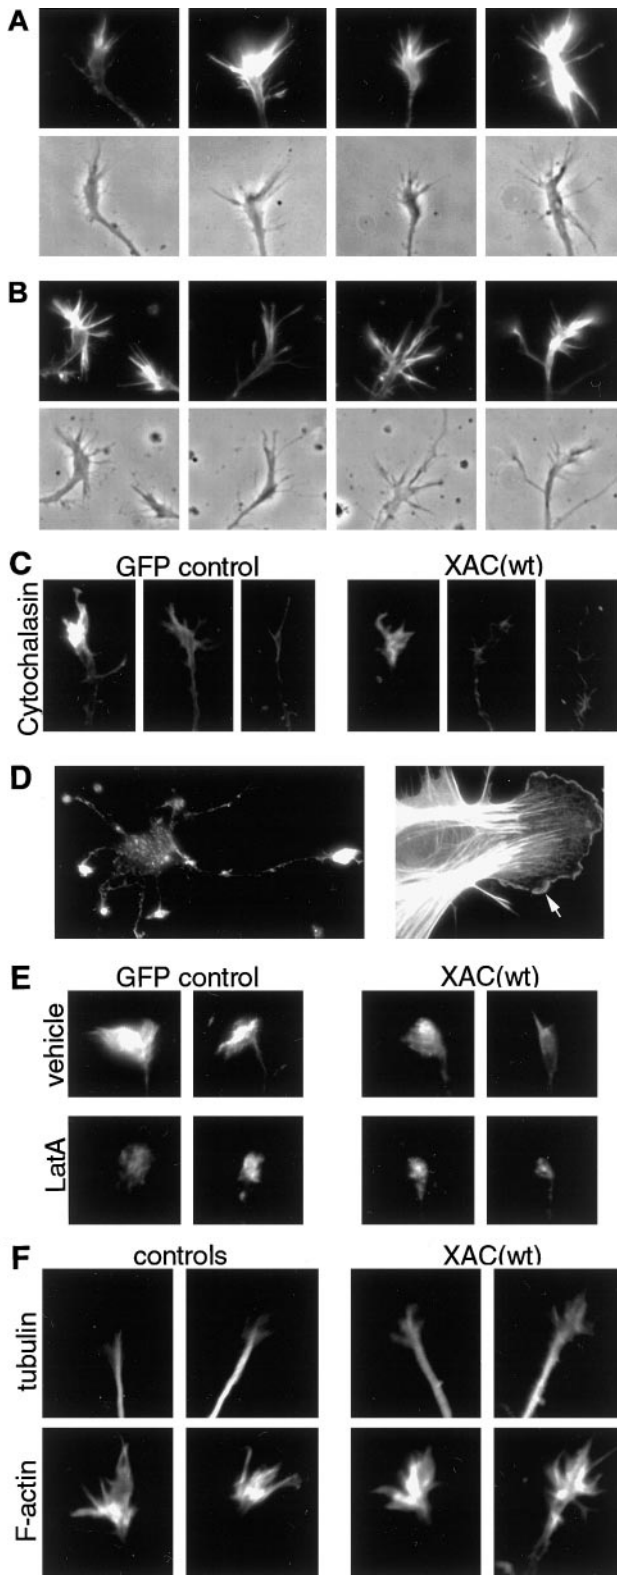 A
B
C
GFP control XAC(wt)
Cytochalasin
D
E
GFP control XAC(wt)
vehicle
LatA
F
controls XAC(wt)
tubulin
F-actin